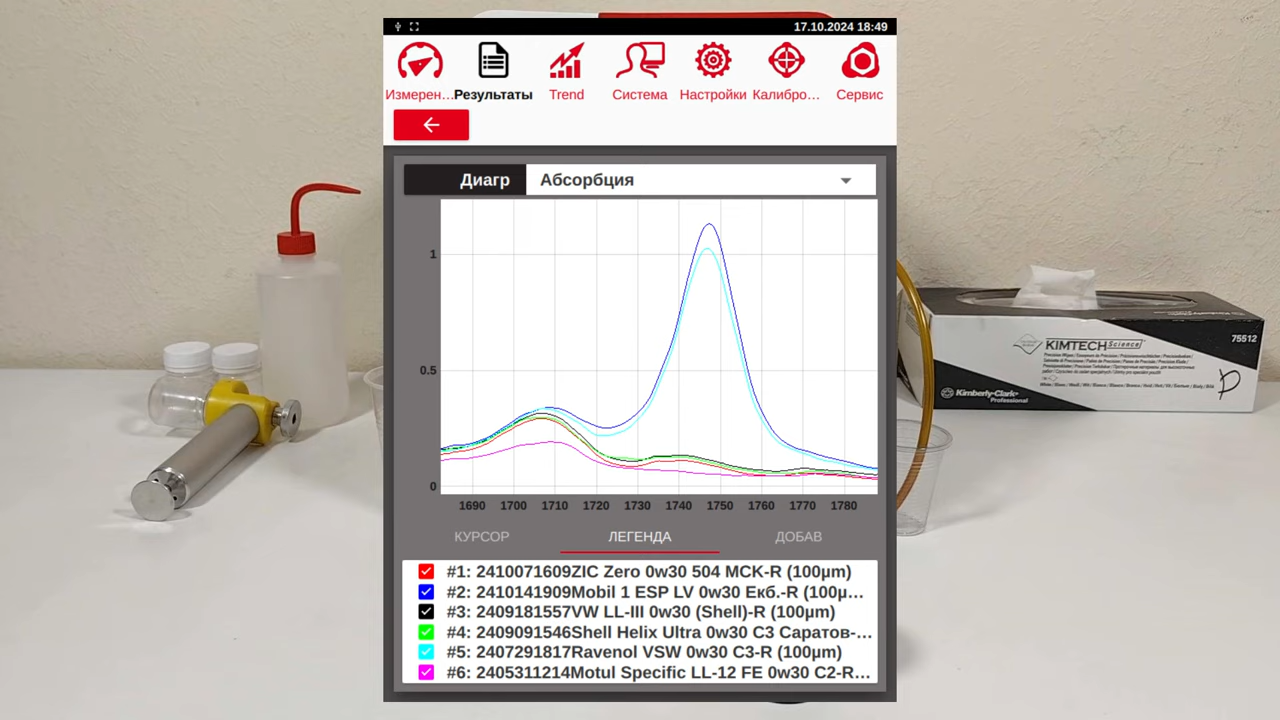 17.10.2024 18:49
Измерен... Результаты Trend Система Настройки Калибро... Сервис
Диагр Абсорбция
1
0.5
0
1690 1700 1710 1720 1730 1740 1750 1760 1770 1780
КУРСОР ЛЕГЕНДА ДОБАВ
#1: 2410071609ZIC Zero 0w30 504 MCK-R (100µm)
#2: 2410141909Mobil 1 ESP LV 0w30 Екб.-R (100µ...
#3: 2409181557VW LL-III 0w30 (Shell)-R (100µm)
#4: 2409091546Shell Helix Ultra 0w30 C3 Саратов-...
#5: 2407291817Ravenol VSW 0w30 C3-R (100µm)
#6: 2405311214Motul Specific LL-12 FE 0w30 C2-R...
75512
KIMTECH Science
Kimberly-Clark
Professional
P